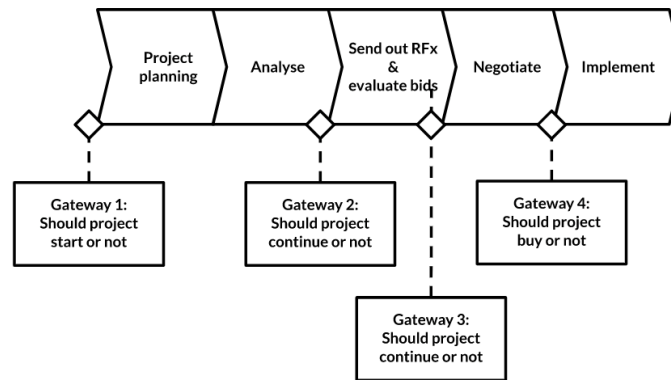 Project
planning
Analyse
Send out RFx
&
evaluate bids
Negotiate
Implement
Gateway 1:
Should project
start or not
Gateway 2:
Should project
continue or not
Gateway 3:
Should project
continue or not
Gateway 4:
Should project
buy or not